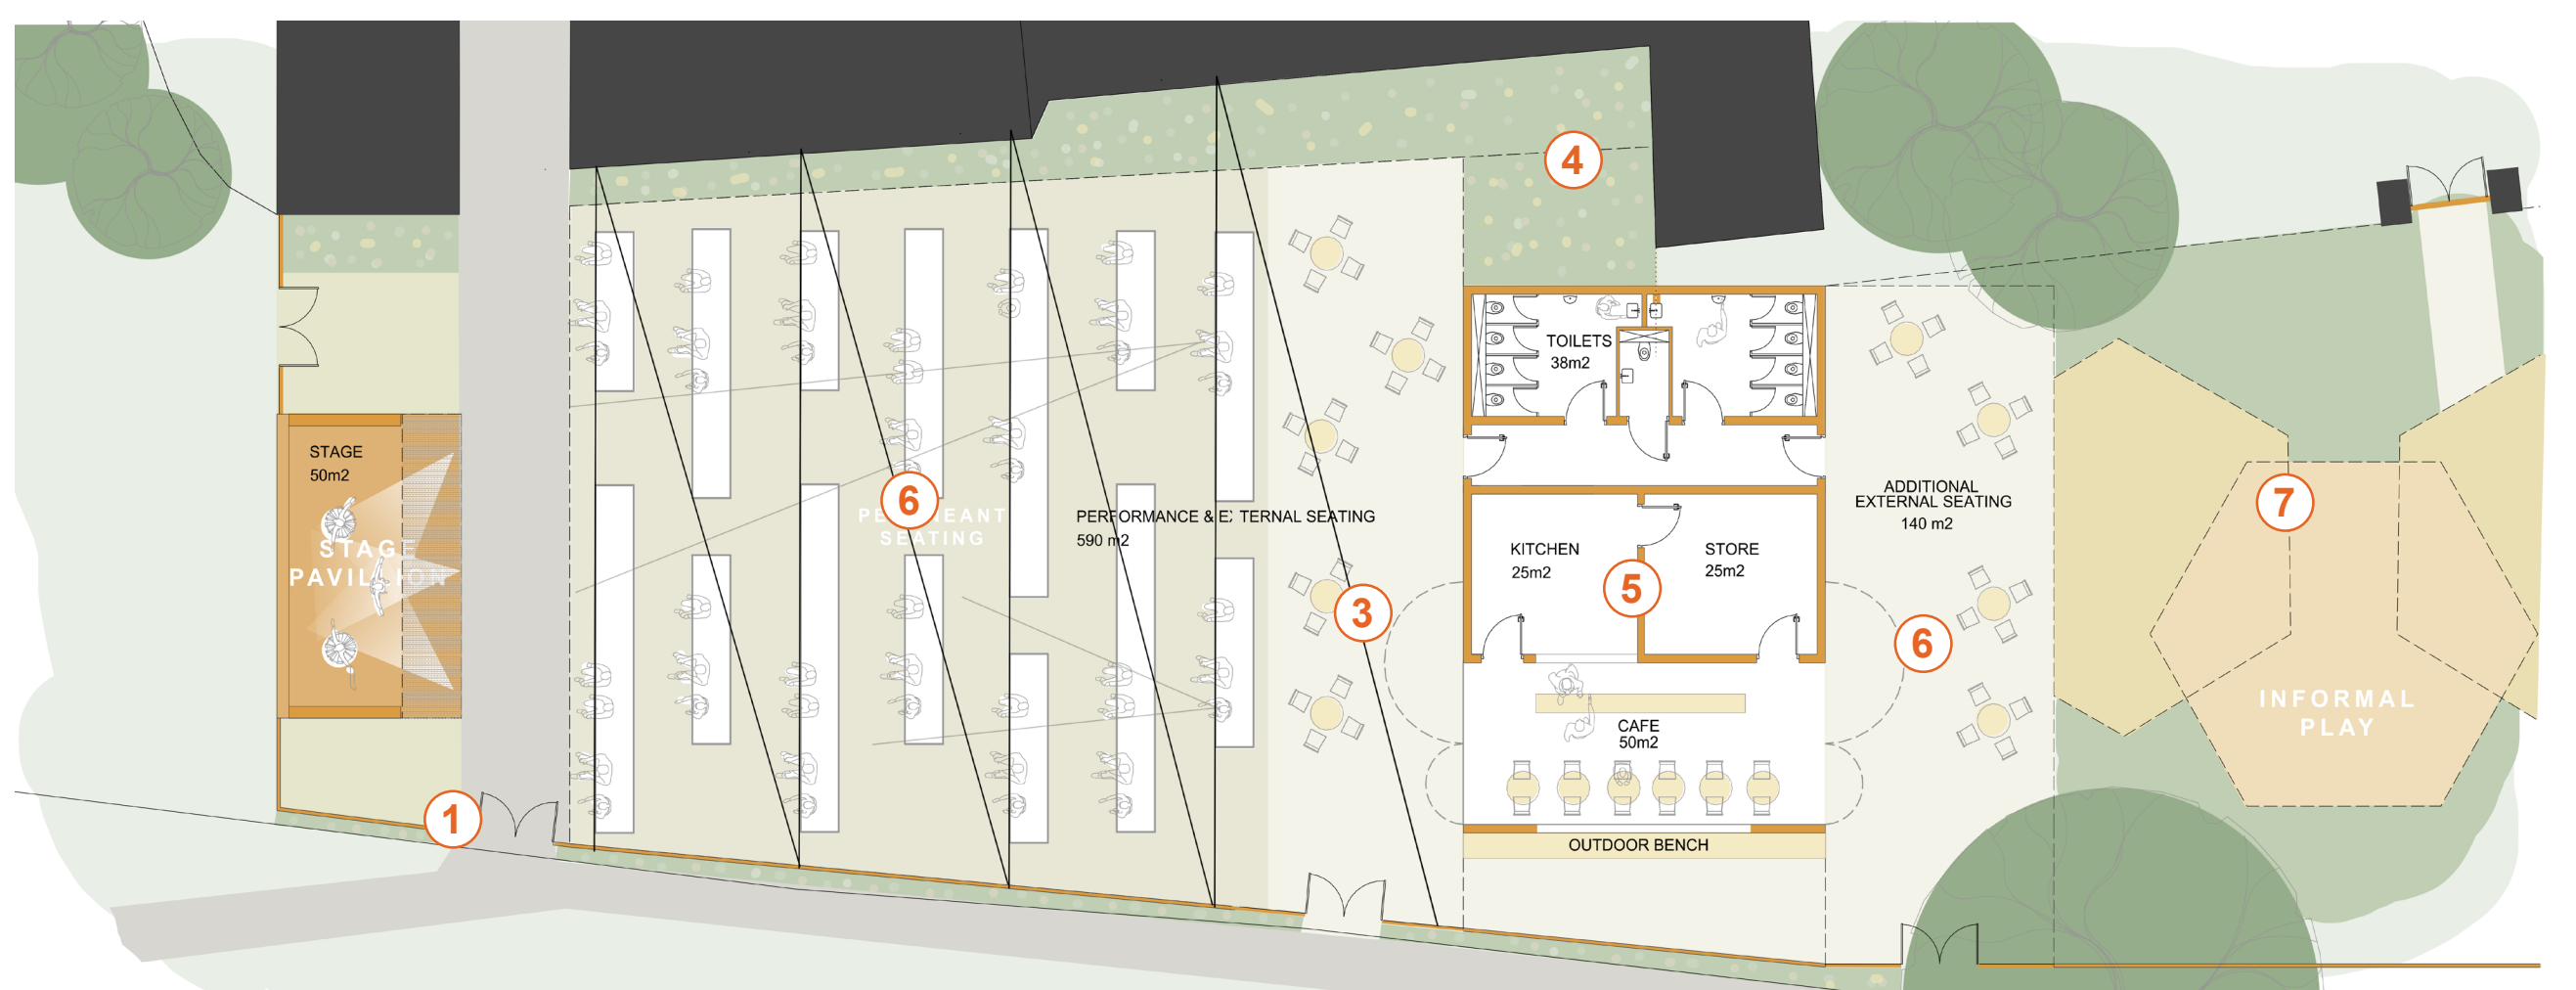 4
TOILETS
38m2
STAGE
50m2
STAGE
PAVILION
6
SEATING
PERFORMANCE & EXTERNAL SEATING
590 m2
3
KITCHEN
25m2
5
STORE
25m2
ADDITIONAL
EXTERNAL SEATING
140 m2
6
7
INFORMAL
PLAY
CAFE
50m2
OUTDOOR BENCH
1